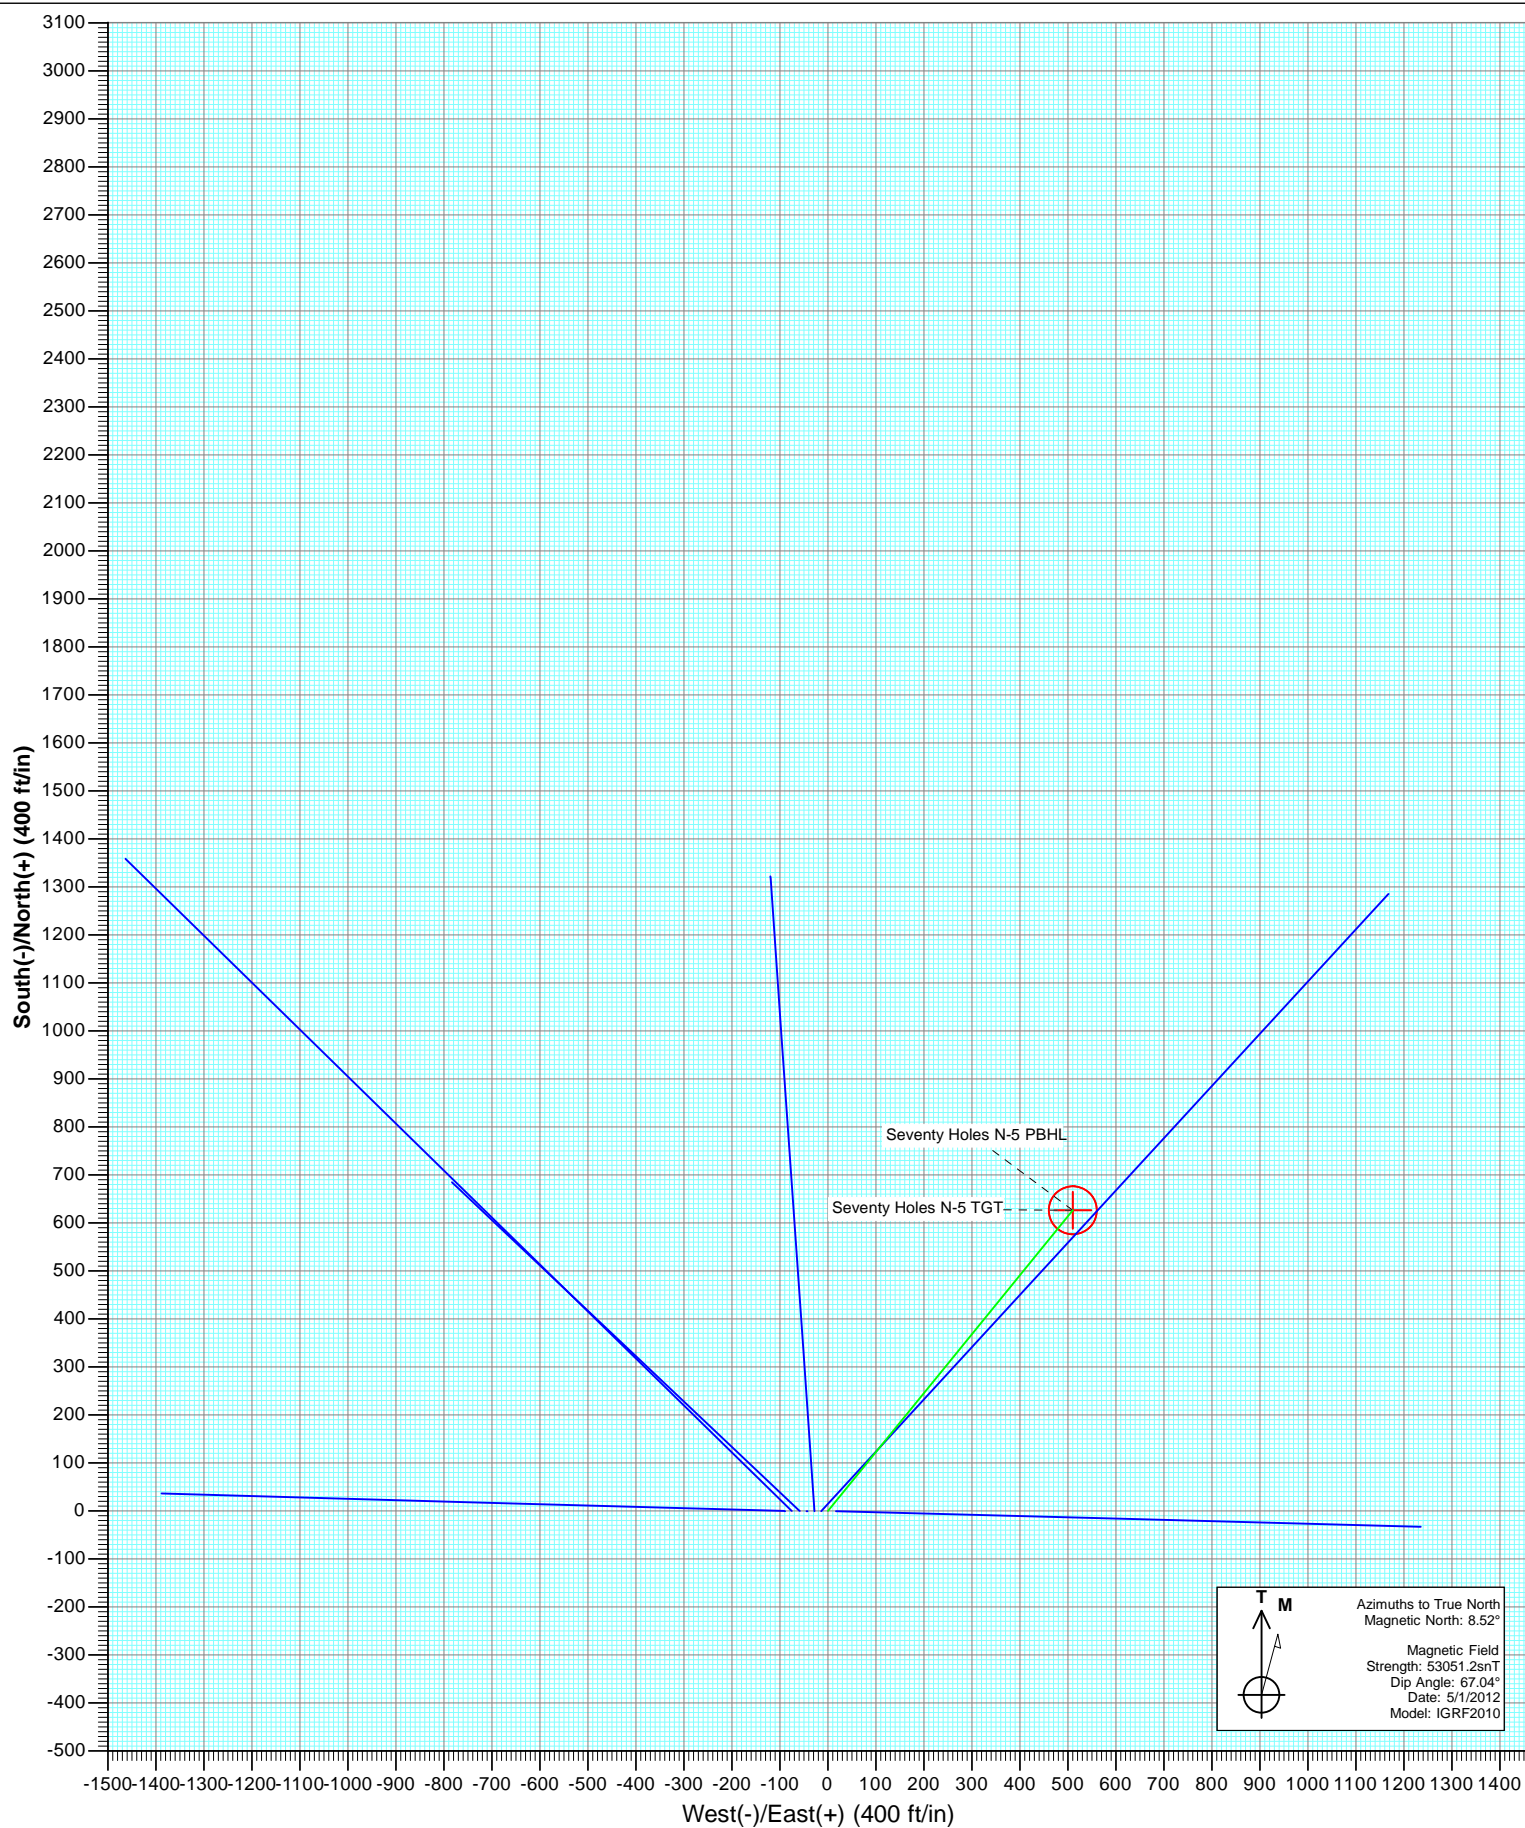 3100
3000
2900
2800
2700
2600
2500
2400
2300
2200
2100
2000
1900
1800
1700
1600
1500
1400
1300
1200
1100
1000
900
800
700
600
500
400
300
200
100
0
-100
-200
-300
-400
-500
South(-)/North(+) (400 ft/in)
Seventy Holes N-5 PBHL
Seventy Holes N-5 TGT
T M
Azimuths to True North
Magnetic North: 8.52°
Magnetic Field
Strength: 53051.2snT
Dip Angle: 67.04°
Date: 5/1/2012
Model: IGRF2010
-1500 -1400 -1300 -1200 -1100 -1000 -900 -800 -700 -600 -500 -400 -300 -200 -100 0 100 200 300 400 500 600 700 800 900 1000 1100 1200 1300 1400
West(-)/East(+) (400 ft/in)